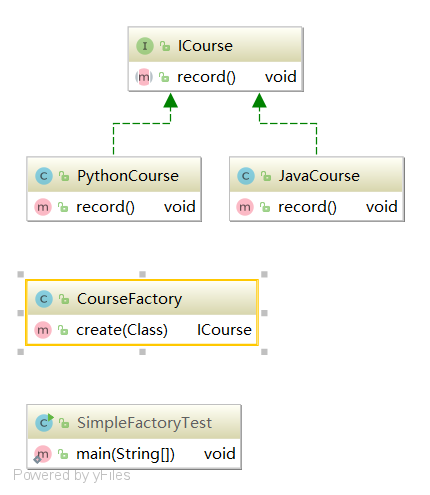 I ICourse
m record() void
C PythonCourse
m record() void
C JavaCourse
m record() void
C CourseFactory
m create(Class) ICourse
C SimpleFactoryTest
m main(String[]) void
Powered by yFiles